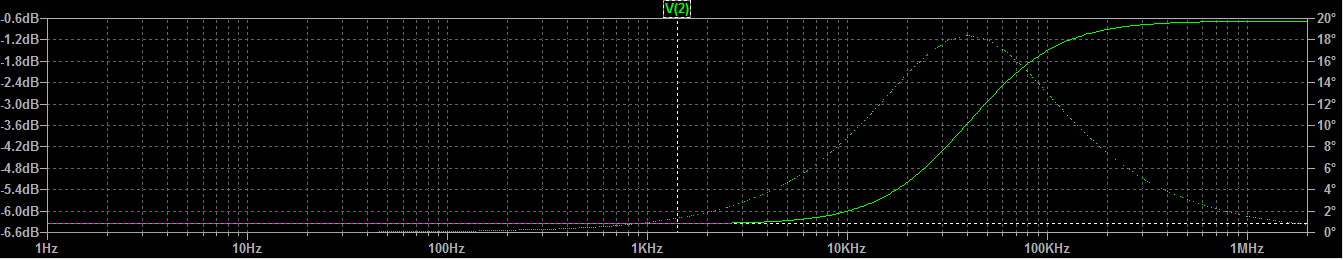 V(2)
-0.6dB
-1.2dB
-1.8dB
-2.4dB
-3.0dB
-3.6dB
-4.2dB
-4.8dB
-5.4dB
-6.0dB
-6.6dB
20°
18°
16°
14°
12°
10°
8°
6°
4°
2°
0°
1Hz 10Hz 100Hz 1KHz 10KHz 100KHz 1MHz